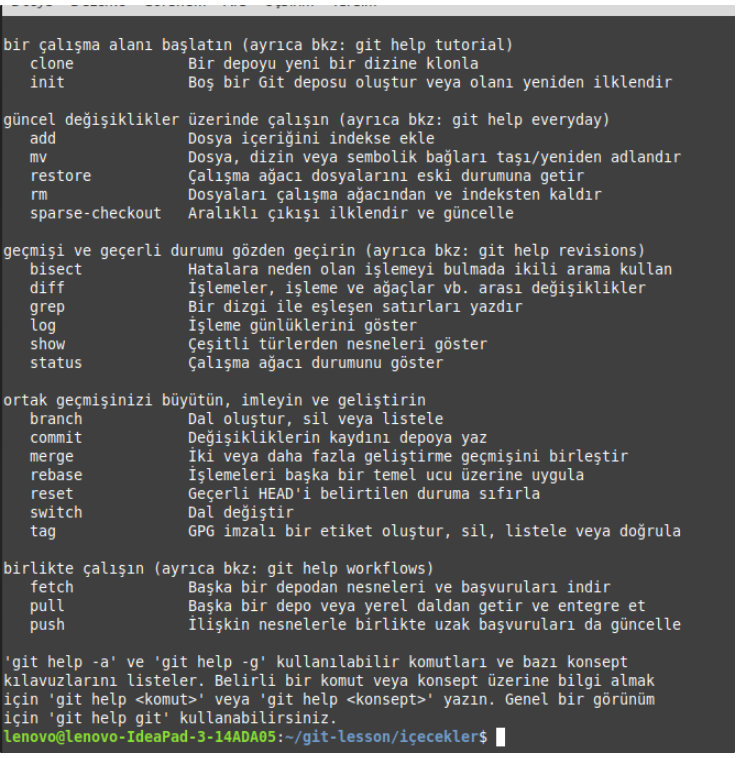 bir çalışma alanı başlatın (ayrıca bkz: git help tutorial)
clone Bir depoyu yeni bir dizine klonla
init Boş bir Git deposu oluştur veya olanı yeniden ilklendir
güncel değişiklikler üzerinde çalışın (ayrıca bkz: git help everyday)
add Dosya içeriğini indekse ekle
mv Dosya, dizin veya sembolik bağları taşı/yeniden adlandır
restore Çalışma ağacı dosyalarını eski durumuna getir
rm Dosyaları çalışma ağacından ve indeksten kaldır
sparse-checkout Aralıklı çıkışı ilklendir ve güncelle
geçmişi ve geçerli durumu gözden geçirin (ayrıca bkz: git help revisions)
bisect Hatalara neden olan işlemeyi bulmada ikili arama kullan
diff İşlemeler, işleme ve ağaçlar vb. arası değişiklikler
grep Bir dizgi ile eşleşen satırları yazdır
log İşleme günlüklerini göster
show Çeşitli türlerden nesneleri göster
status Çalışma ağacı durumunu göster
ortak geçmişinizi büyütün, imleyin ve geliştirin
branch Dal oluştur, sil veya listele
commit Değişikliklerin kaydını depoya yaz
merge İki veya daha fazla geliştirme geçmişini birleştir
rebase İşlemeleri başka bir temel ucu üzerine uygula
reset Geçerli HEAD'i belirtilen duruma sıfırla
switch Dal değiştir
tag GPG imzalı bir etiket oluştur, sil, listele veya doğrula
birlikte çalışın (ayrıca bkz: git help workflows)
fetch Başka bir depodan nesneleri ve başvuruları indir
pull Başka bir depo veya yerel daldan getir ve entegre et
push İlişkin nesnelerle birlikte uzak başvuruları da güncelle
'git help -a' ve 'git help -g' kullanılabilir komutları ve bazı konsept
kılavuzlarını listeler. Belirli bir komut veya konsept üzerine bilgi almak
için 'git help <komut>' veya 'git help <konsept>' yazın. Genel bir görünüm
için 'git help git' kullanabilirsiniz.
lenovo@lenovo-IdeaPad-3-14ADA05:~/git-lesson/içecekler$